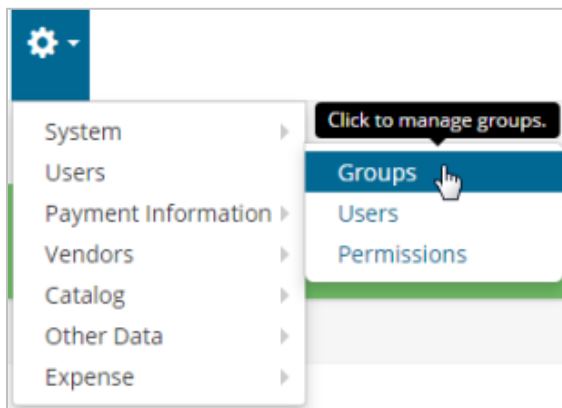 System
Users
Payment Information
Vendors
Catalog
Other Data
Expense
Click to manage groups.
Groups
Users
Permissions